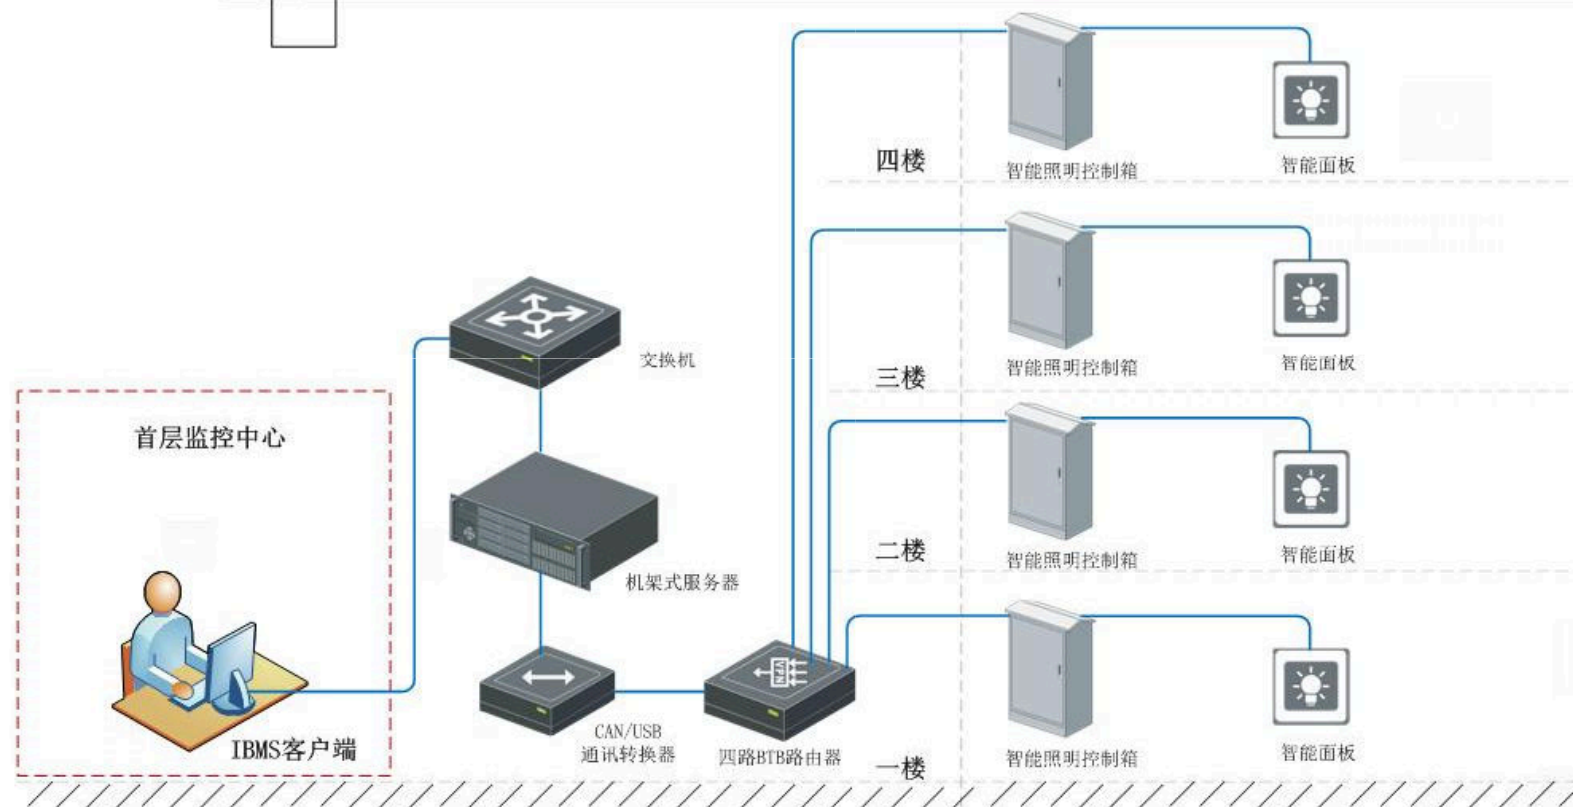 四楼
智能照明控制箱
智能面板
三楼
智能照明控制箱
智能面板
文换机
首层监控中心
二楼
智能照明控制箱
智能面板
机架式服务器
VPN
CAN/USB
通讯转换器
四路BTB路由器
IBMS客户端
一楼
智能照明控制箱
智能面板